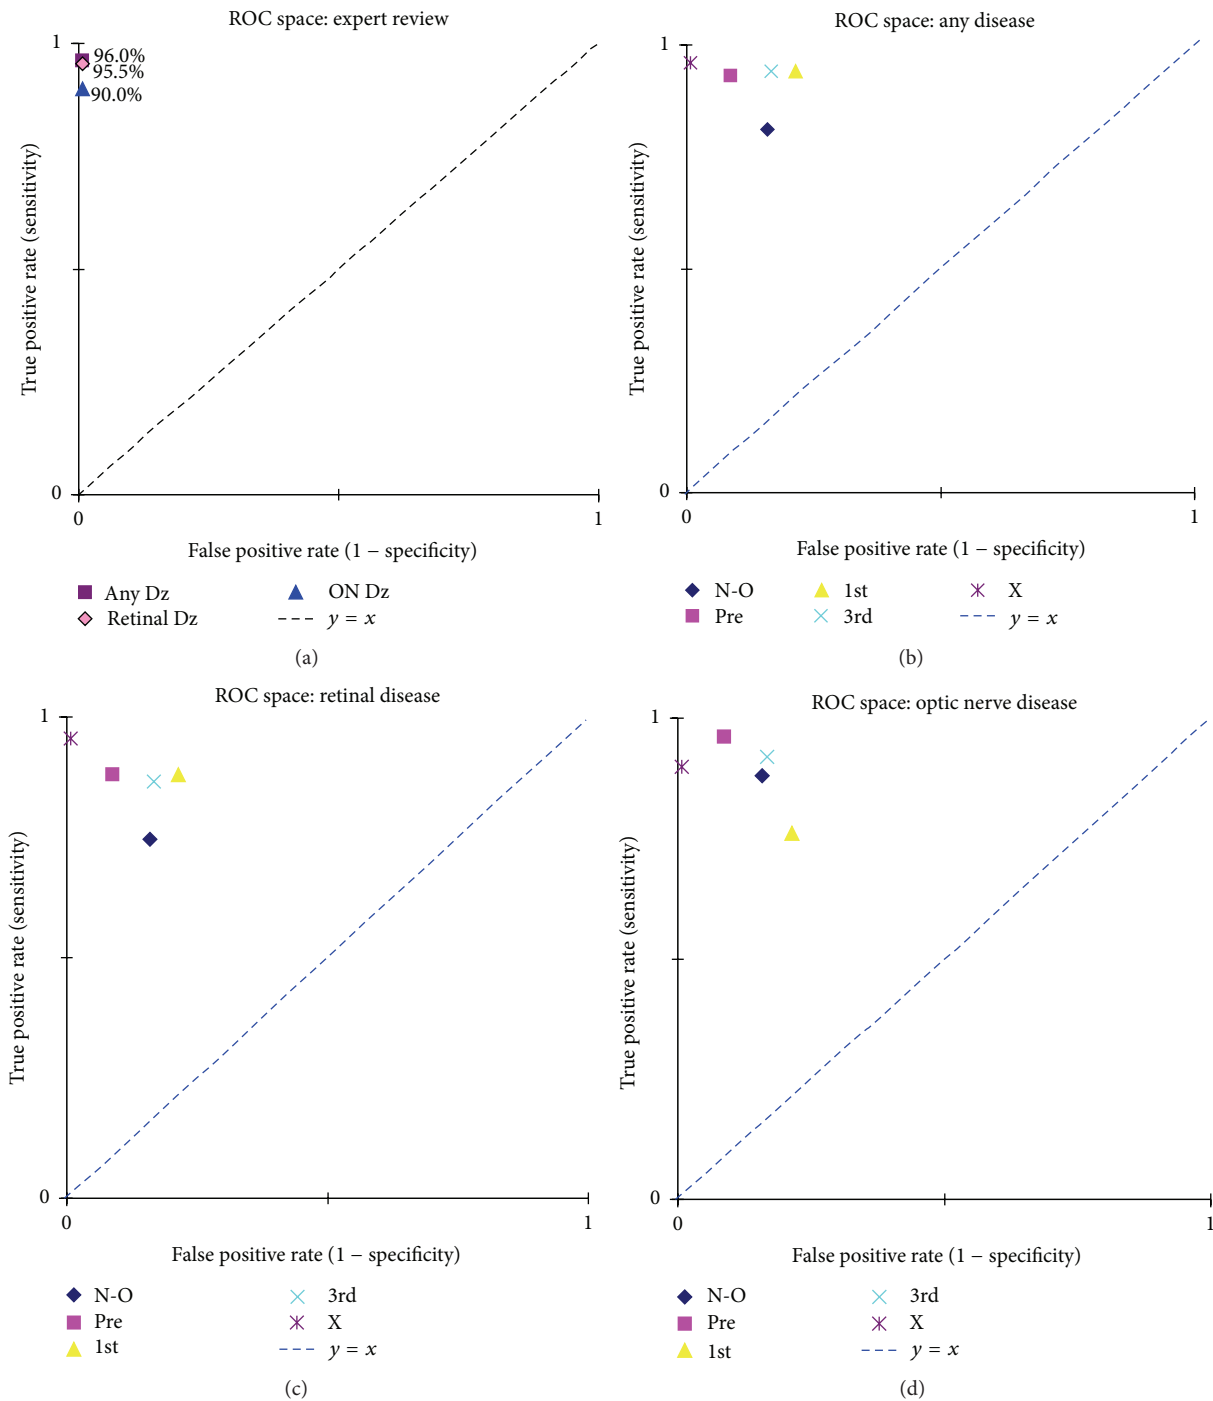 ROC space: expert review
1
96.0%
95.5%
90.0%
True positive rate (sensitivity)
0
0
1
False positive rate (1 − specificity)
Any Dz
ON Dz
Retinal Dz
y = x
(a)
ROC space: any disease
1
True positive rate (sensitivity)
0
0
1
False positive rate (1 − specificity)
N-O
1st
X
Pre
3rd
y = x
(b)
ROC space: retinal disease
1
True positive rate (sensitivity)
0
0
1
False positive rate (1 − specificity)
N-O
3rd
Pre
X
1st
y = x
(c)
ROC space: optic nerve disease
1
True positive rate (sensitivity)
0
0
1
False positive rate (1 − specificity)
N-O
3rd
Pre
X
1st
y = x
(d)